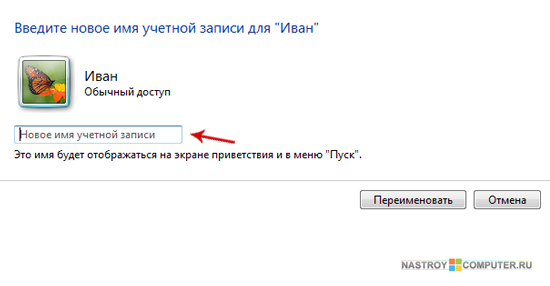 Введите новое имя учетной записи для "Иван"
Иван
Обычный доступ
Новое имя учетной записи
Это имя будет отображаться на экране приветствия и в меню "Пуск".
Переименовать Отмена
NASTROY COMPUTER.RU